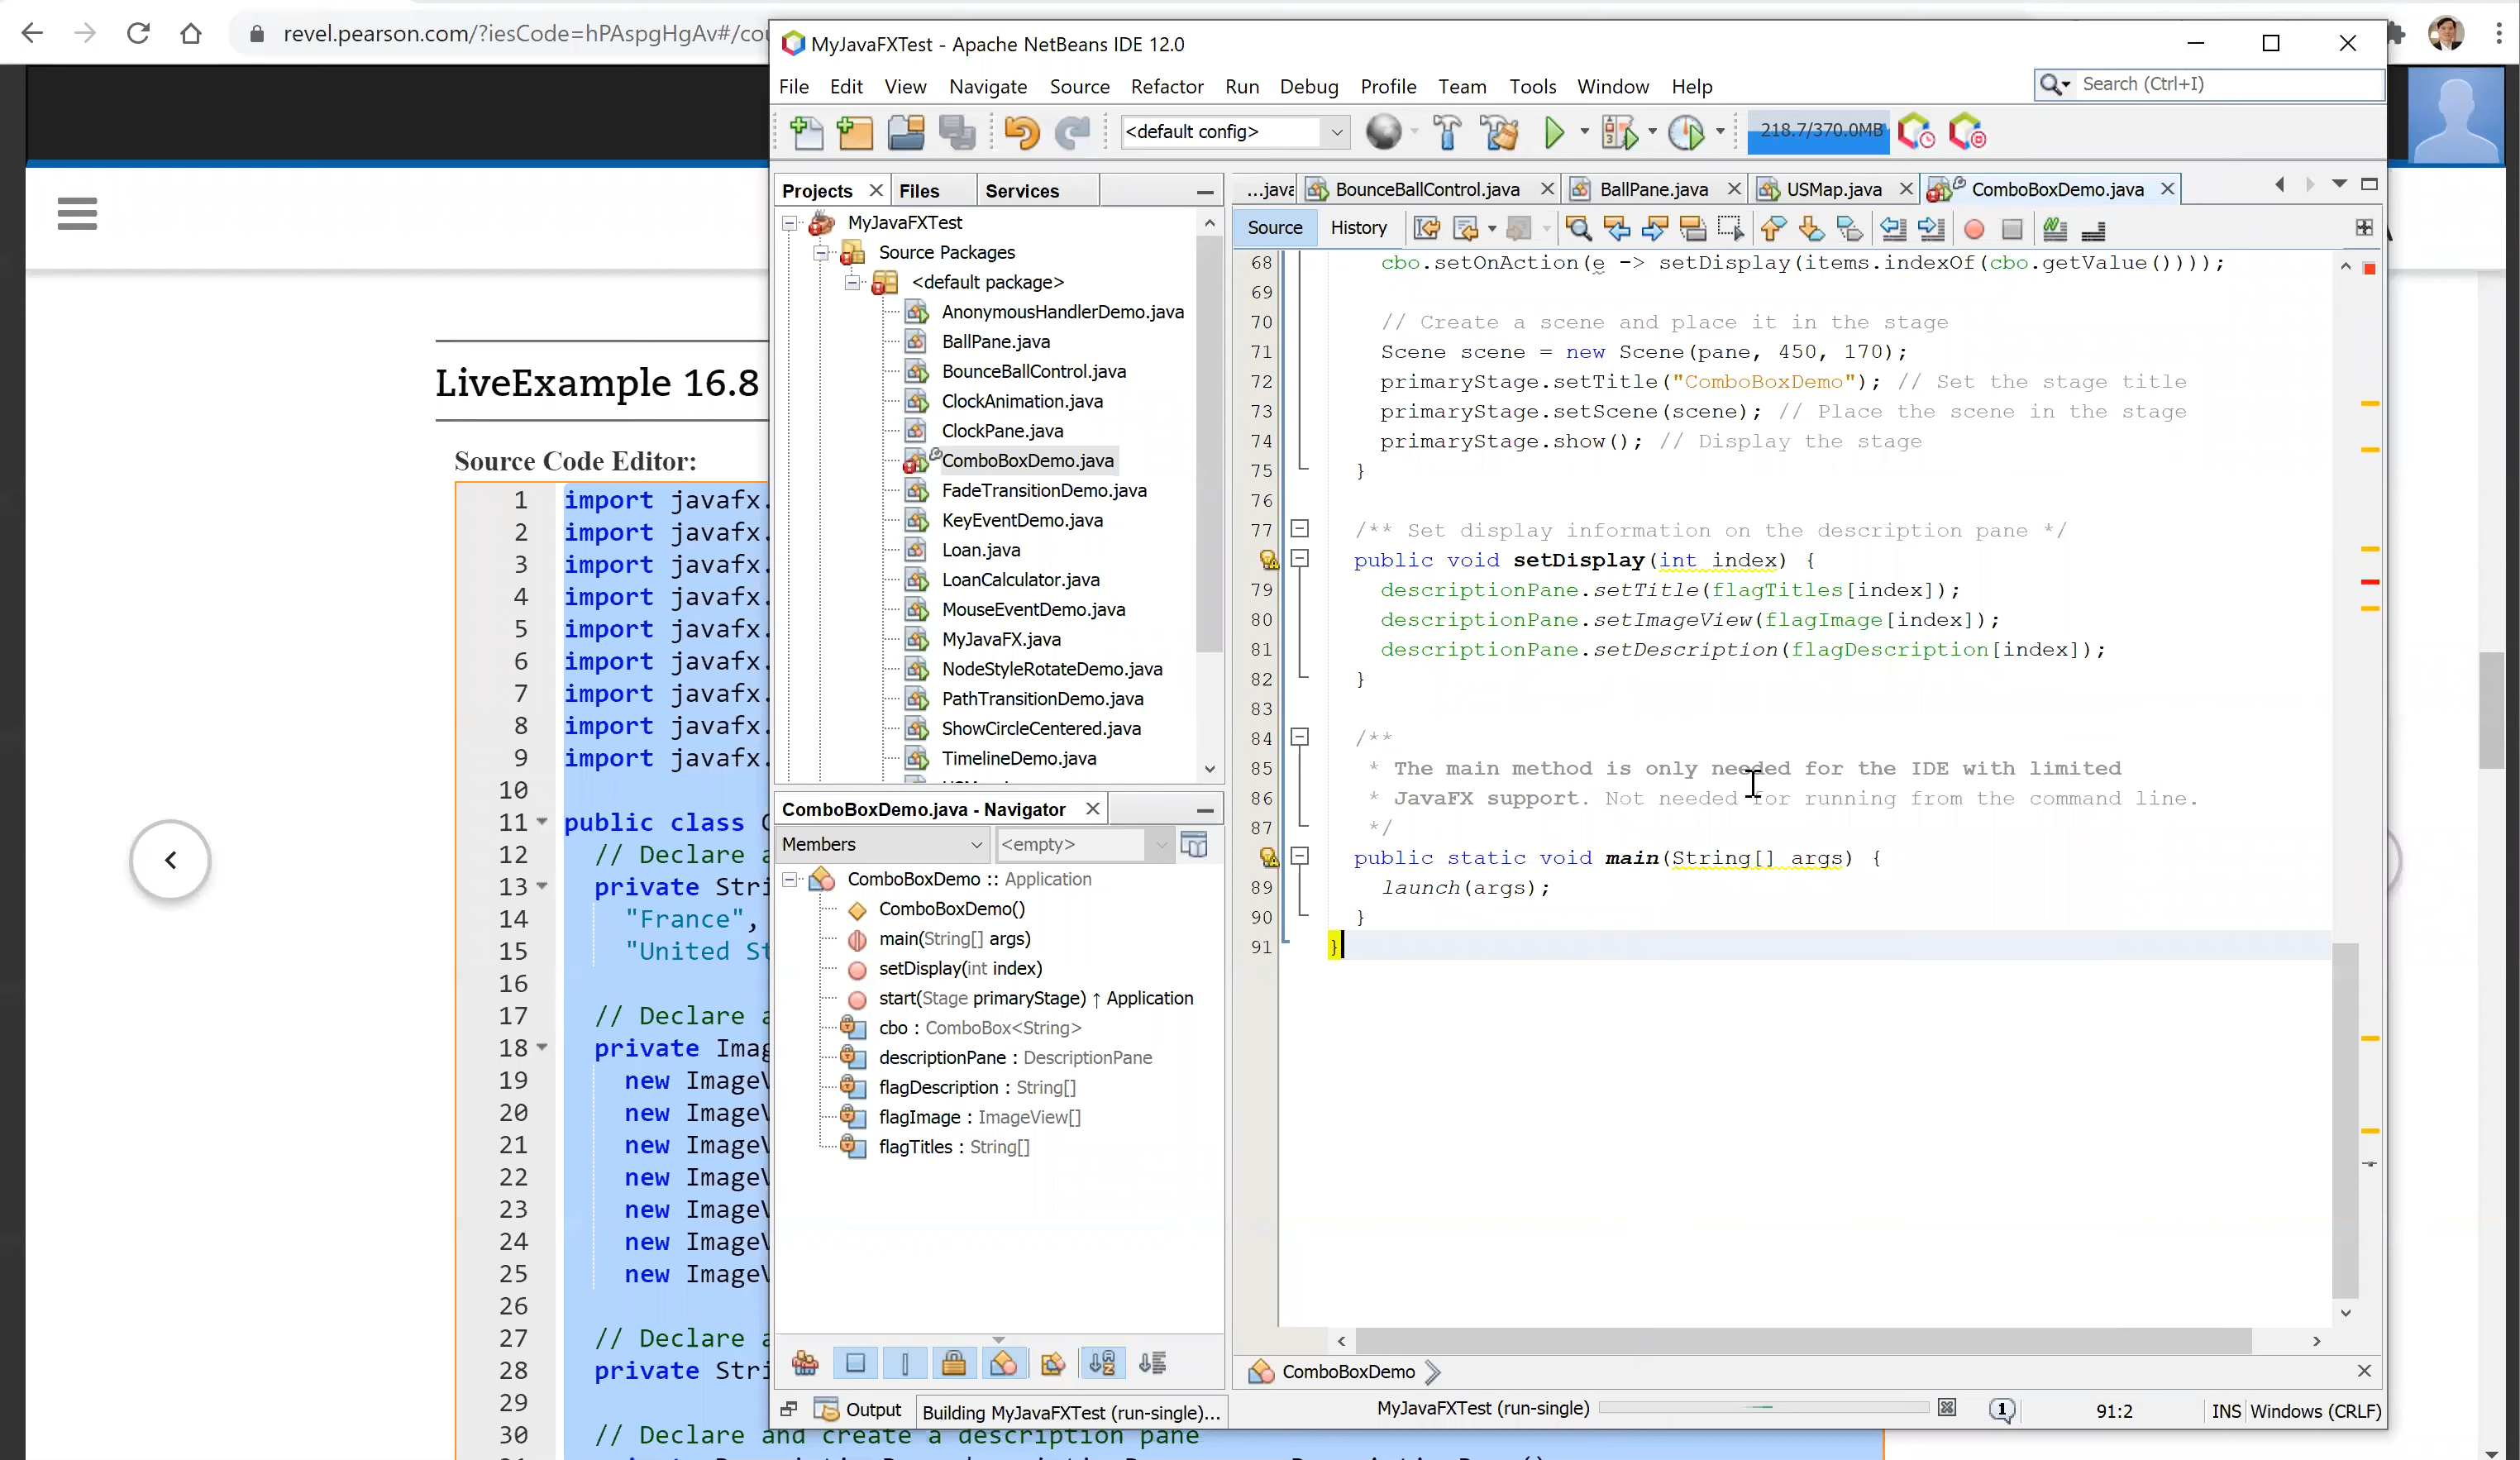 revel.pearson.com/?iesCode=hPAspgHgAv#/cou
LiveExample 16.8
Source Code Editor:
1 import javafx.
2 import javafx.
3 import javafx.
4 import javafx.
5 import javafx.
6 import javafx.
7 import javafx.
8 import javafx.
9 import javafx.
10
11 public class C
12 // Declare a
13 private Stri
14 "France",
15 "United St
16
17 // Declare a
18 private Imag
19 new ImageV
20 new ImageV
21 new ImageV
22 new ImageV
23 new ImageV
24 new ImageV
25 new ImageV
26
27 // Declare a
28 private Stri
29
30 // Declare and create a description pane
MyJavaFXTest - Apache NetBeans IDE 12.0
File Edit View Navigate Source Refactor Run Debug Profile Team Tools Window Help
Search (Ctrl+I)
<default config>
218.7/370.0MB
Projects Files Services
MyJavaFXTest
Source Packages
<default package>
AnonymousHandlerDemo.java
BallPane.java
BounceBallControl.java
ClockAnimation.java
ClockPane.java
ComboBoxDemo.java
FadeTransitionDemo.java
KeyEventDemo.java
Loan.java
LoanCalculator.java
MouseEventDemo.java
MyJavaFX.java
NodeStyleRotateDemo.java
PathTransitionDemo.java
ShowCircleCentered.java
TimelineDemo.java
ComboBoxDemo.java - Navigator
Members <empty>
ComboBoxDemo :: Application
ComboBoxDemo()
main(String[] args)
setDisplay(int index)
start(Stage primaryStage) ↑ Application
cbo : ComboBox<String>
descriptionPane : DescriptionPane
flagDescription : String[]
flagImage : ImageView[]
flagTitles : String[]
...java BounceBallControl.java BallPane.java USMap.java ComboBoxDemo.java
Source History
68 cbo.setOnAction(e -> setDisplay(items.indexOf(cbo.getValue())));
69
70 // Create a scene and place it in the stage
71 Scene scene = new Scene(pane, 450, 170);
72 primaryStage.setTitle("ComboBoxDemo"); // Set the stage title
73 primaryStage.setScene(scene); // Place the scene in the stage
74 primaryStage.show(); // Display the stage
75 }
76
77 /** Set display information on the description pane */
public void setDisplay(int index) {
79 descriptionPane.setTitle(flagTitles[index]);
80 descriptionPane.setImageView(flagImage[index]);
81 descriptionPane.setDescription(flagDescription[index]);
82 }
83
84 /**
85 * The main method is only needed for the IDE with limited
86 * JavaFX support. Not needed for running from the command line.
87 */
public static void main(String[] args) {
89 launch(args);
90 }
91 }
ComboBoxDemo
Output Building MyJavaFXTest (run-single)...
MyJavaFXTest (run-single) 1 91:2 INS Windows (CRLF)